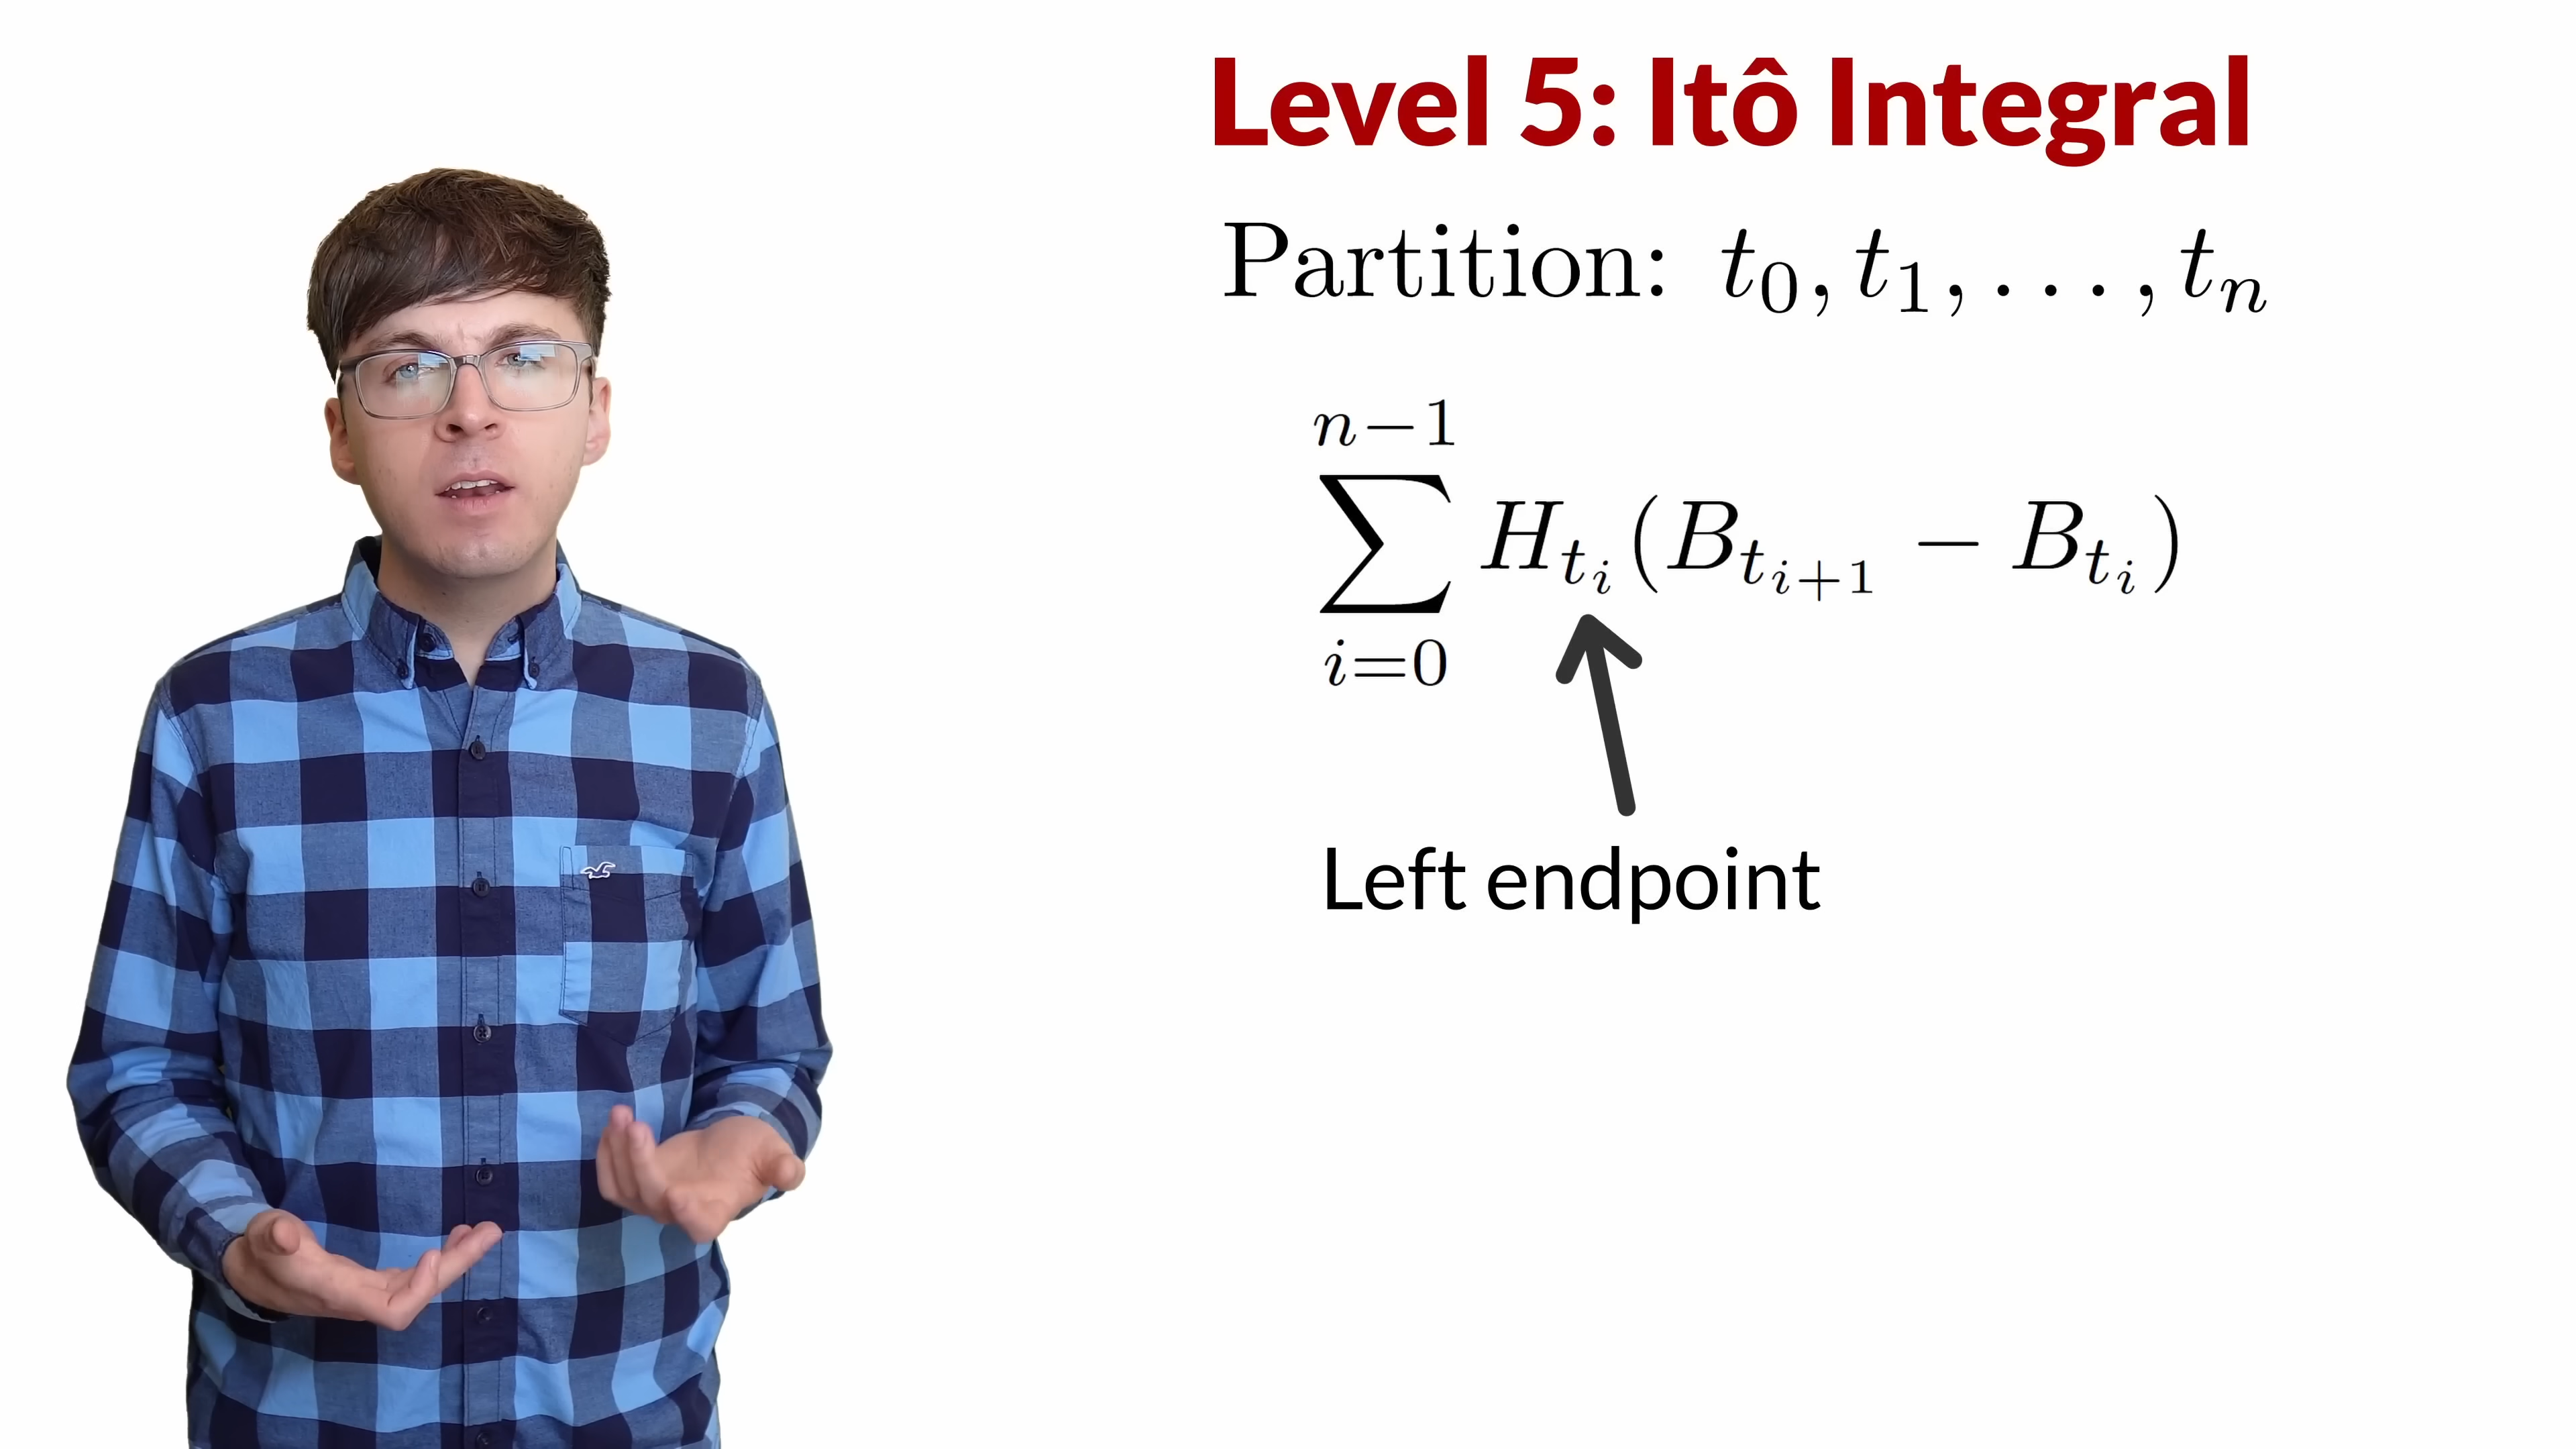 Level 5: Itô Integral
Partition: t_0, t_1, . . . , t_n
n−1
∑ H_{t_i}(B_{t_{i+1}} − B_{t_i})
i=0
Left endpoint